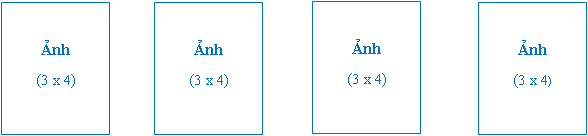 Ảnh Ảnh Ảnh Ảnh
(3 x 4) (3 x 4) (3 x 4) (3 x 4)